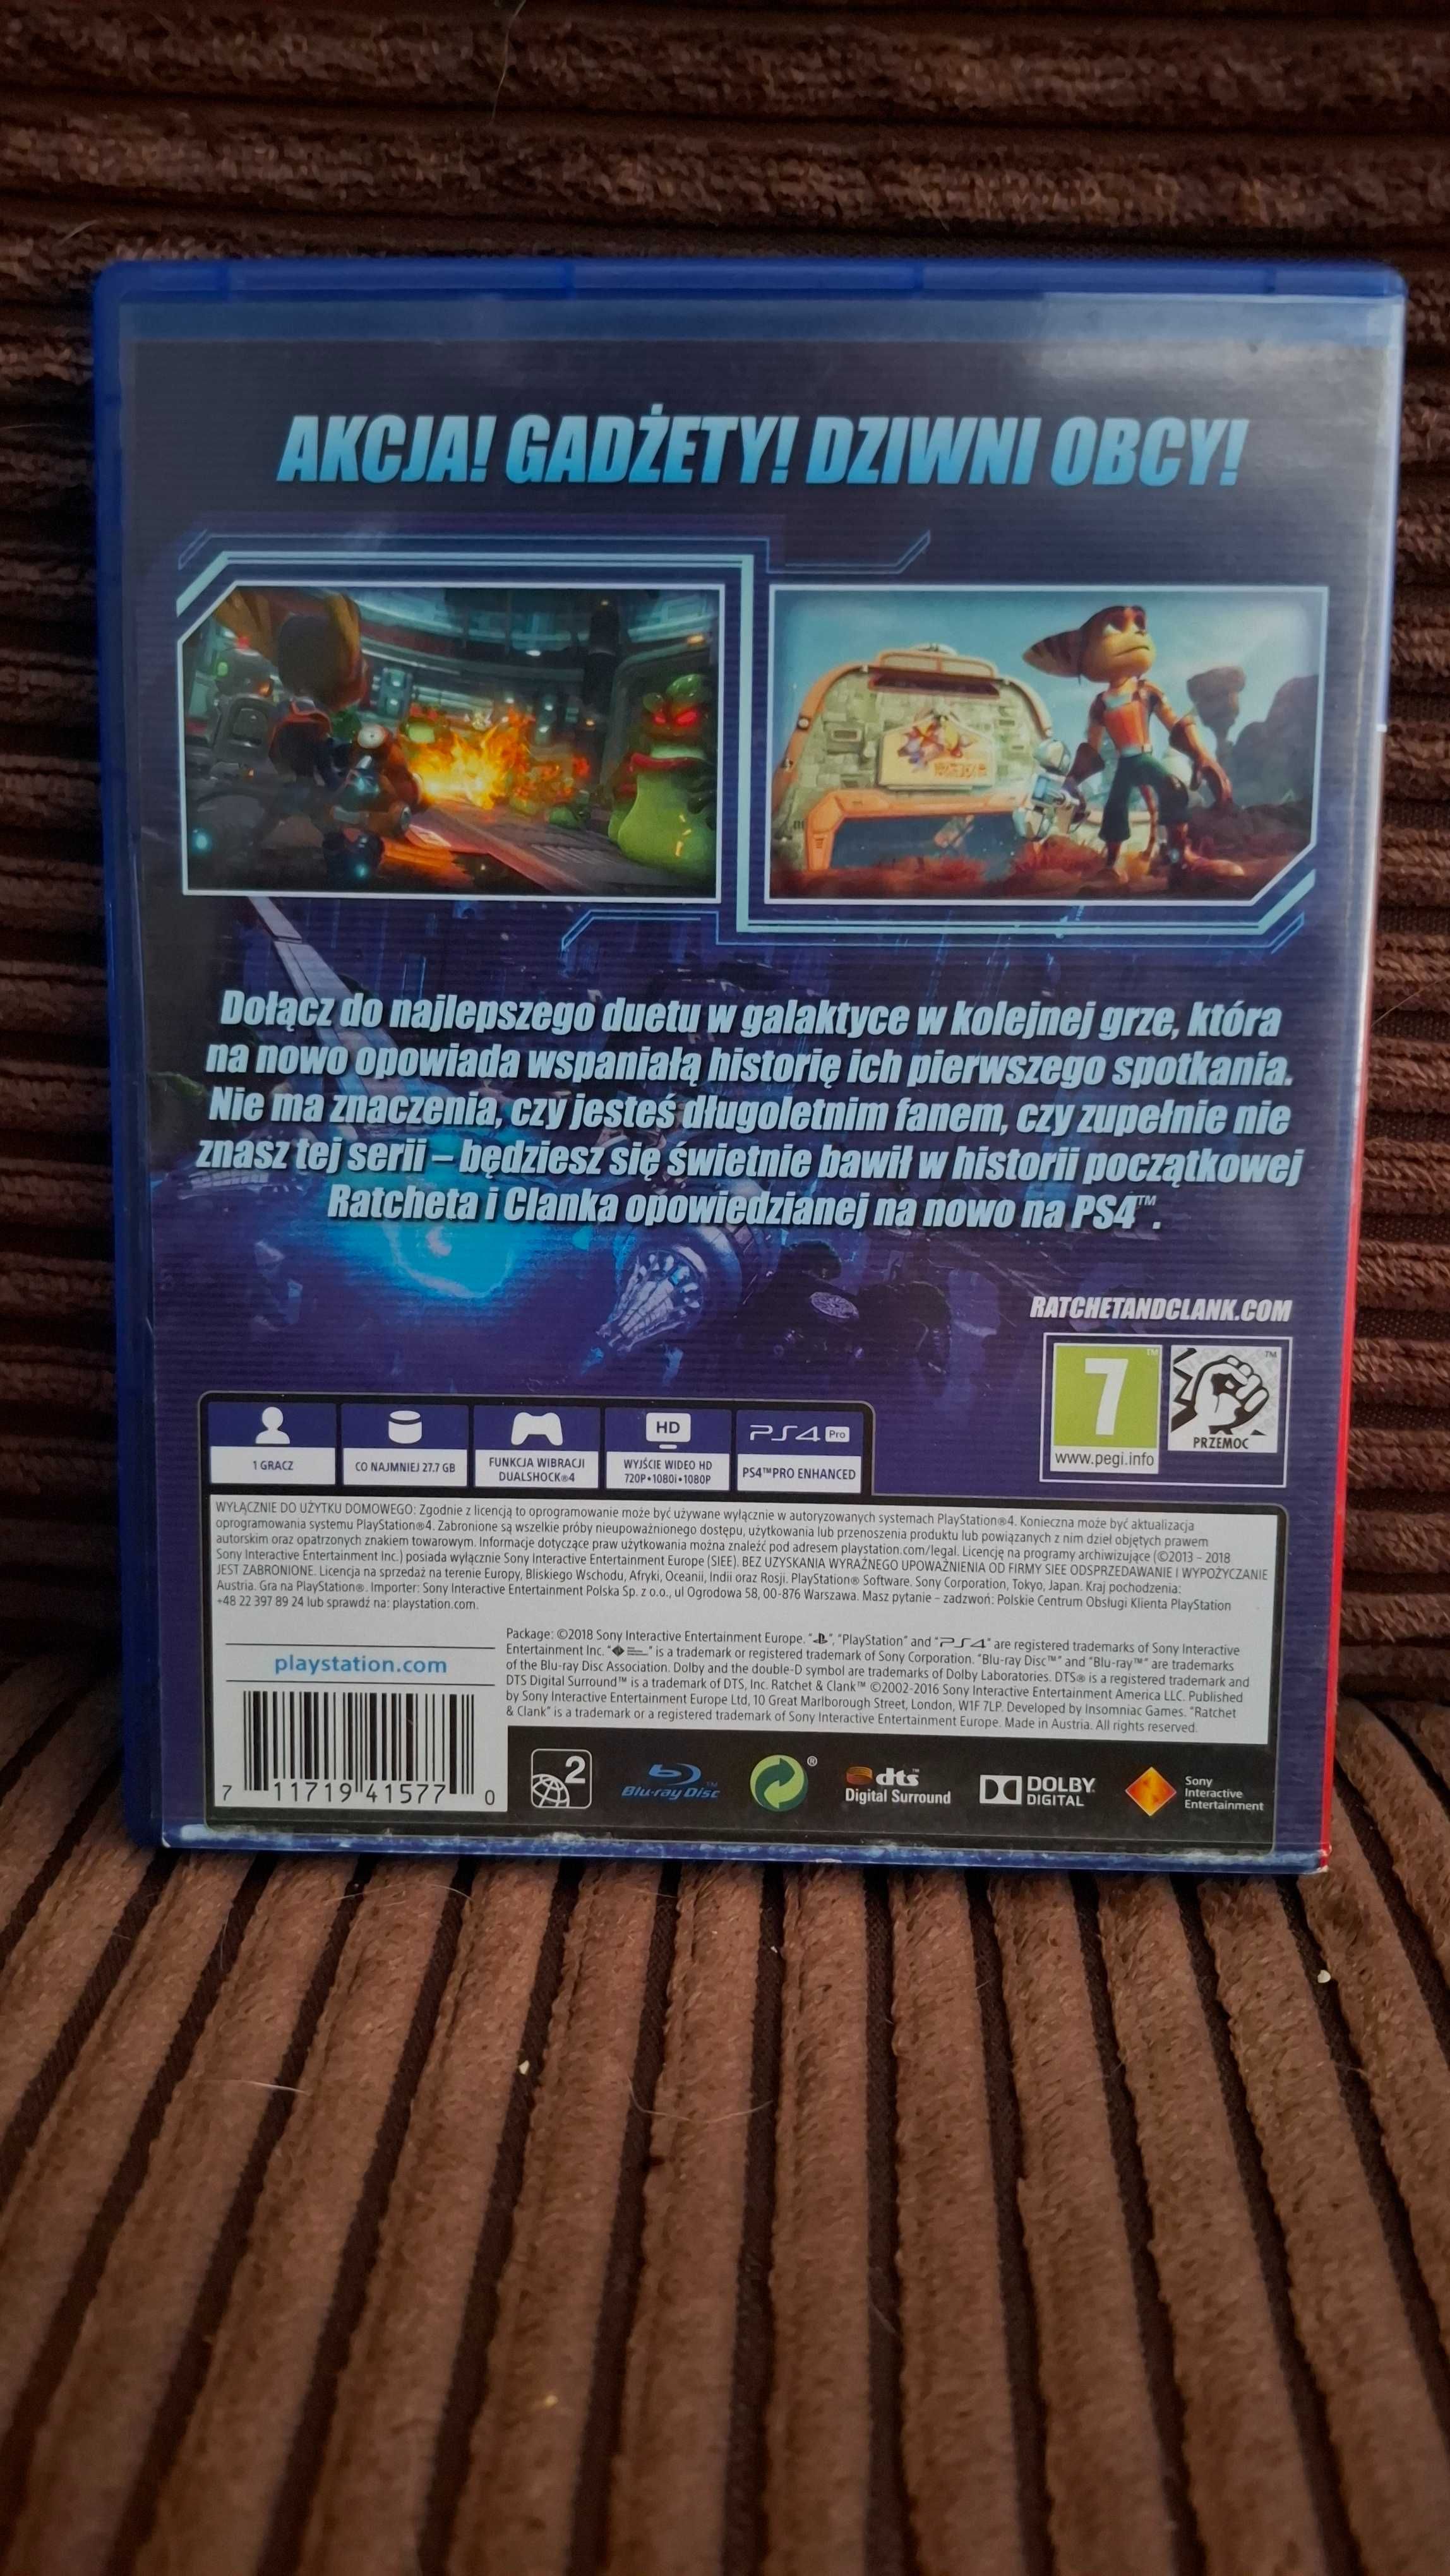 AKCJA! GADŻETY! DZIWNI OBCY!
Dołącz do najlepszego duetu w galaktyce w kolejnej grze, która
na nowo opowiada wspaniałą historię ich pierwszego spotkania.
Nie ma znaczenia, czy jesteś długoletnim fanem, czy zupełnie nie
znasz tej serii – będziesz się świetnie bawił w historii początkowej
Ratcheta i Clanka opowiedzianej na nowo na PS4™.
RATCHETANDCLANK.COM
7™
www.pegi.info
™
PRZEMOC
HD
PS4 Pro
1 GRACZ
CO NAJMNIEJ 27.7 GB
FUNKCJA WIBRACJI
DUALSHOCK®4
WYJŚCIE WIDEO HD
720P•1080i•1080P
PS4™PRO ENHANCED
WYŁĄCZNIE DO UŻYTKU DOMOWEGO: Zgodnie z licencją to oprogramowanie może być używane wyłącznie w autoryzowanych systemach PlayStation®4. Konieczna może być aktualizacja
oprogramowania systemu PlayStation®4. Zabronione są wszelkie próby nieupoważnionego dostępu, użytkowania lub przenoszenia produktu lub powiązanych z nim dzieł objętych prawem
autorskim oraz opatrzonych znakiem towarowym. Informacje dotyczące praw użytkowania można znaleźć pod adresem playstation.com/legal. Licencję na programy archiwizujące (©2013 - 2018
Sony Interactive Entertainment Inc.) posiada wyłącznie Sony Interactive Entertainment Europe (SIEE). BEZ UZYSKANIA WYRAŹNEGO UPOWAŻNIENIA OD FIRMY SIEE ODSPRZEDAWANIE I WYPOŻYCZANIE
JEST ZABRONIONE. Licencja na sprzedaż na terenie Europy, Bliskiego Wschodu, Afryki, Oceanii, Indii oraz Rosji. PlayStation® Software. Sony Corporation, Tokyo, Japan. Kraj pochodzenia:
Austria. Gra na PlayStation®. Importer: Sony Interactive Entertainment Polska Sp. z o.o., ul Ogrodowa 58, 00-876 Warszawa. Masz pytanie – zadzwoń: Polskie Centrum Obsługi Klienta PlayStation
+48 22 397 89 24 lub sprawdź na: playstation.com.
playstation.com
Package: ©2018 Sony Interactive Entertainment Europe. "", "PlayStation" and "PS4" are registered trademarks of Sony Interactive
Entertainment Inc. "" is a trademark or registered trademark of Sony Corporation. "Blu-ray Disc™" and "Blu-ray™" are trademarks
of the Blu-ray Disc Association. Dolby and the double-D symbol are trademarks of Dolby Laboratories. DTS® is a registered trademark and
DTS Digital Surround™ is a trademark of DTS, Inc. Ratchet & Clank™ ©2002-2016 Sony Interactive Entertainment America LLC. Published
by Sony Interactive Entertainment Europe Ltd, 10 Great Marlborough Street, London, W1F 7LP. Developed by Insomniac Games. "Ratchet
& Clank" is a trademark or a registered trademark of Sony Interactive Entertainment Europe. Made in Austria. All rights reserved.
7 11719 41577 0
2
Blu-ray Disc™
®
dts™
Digital Surround
DOLBY
DIGITAL
Sony
Interactive
Entertainment